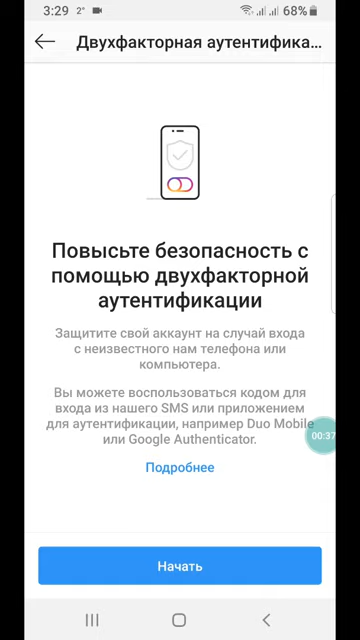 3:29 2° 68%
Двухфакторная аутентифика...
Повысьте безопасность с
помощью двухфакторной
аутентификации
Защитите свой аккаунт на случай входа
с неизвестного нам телефона или
компьютера.
Вы можете воспользоваться кодом для
входа из нашего SMS или приложением
для аутентификации, например Duo Mobile
или Google Authenticator.
00:37
Подробнее
Начать